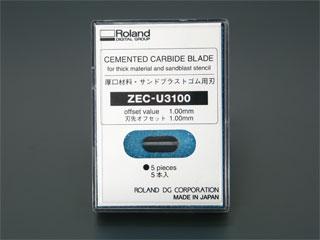 Roland
DIGITAL GROUP
CEMENTED CARBIDE BLADE
for thick material and sandblast stencil
厚口材料・サンドブラストゴム用刃
ZEC-U3100
offset value 1.00mm
刃先オフセット 1.00mm
● 5 pieces
5本入
ROLAND DG CORPORATION
MADE IN JAPAN